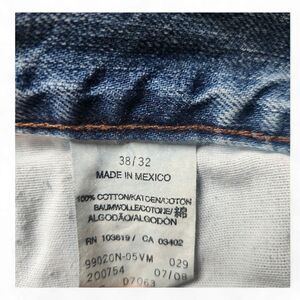 38/32
MADE IN MEXICO
100% COTTON/KATOEN/COTON
BAUMWOLLE/COTONE/綿
ALGODÃO/ALGODÓN
RN 103819 / CA 03402
99020N-05VM 029
200754 07/08
07063